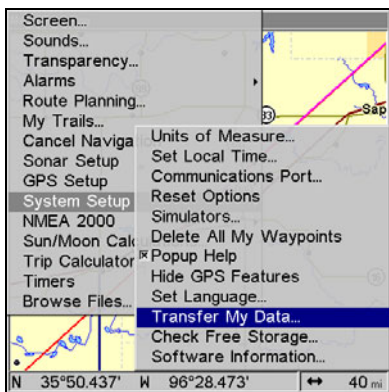 Screen...
Sounds...
Transparency...
Alarms
Route Planning...
My Trails...
Cancel Naviga
Sonar Setup
GPS Setup
System Setup
NMEA 2000
Sun/Moon Calc
Trip Calculator
Timers
Browse Files...
Units of Measure...
Set Local Time...
Communications Port...
Reset Options
Simulators...
Delete All My Waypoints
Popup Help
Hide GPS Features
Set Language...
Transfer My Data...
Check Free Storage...
Software Information...
33
Sap
N 35°50.437' W 96°28.473' ↔ 40 mi